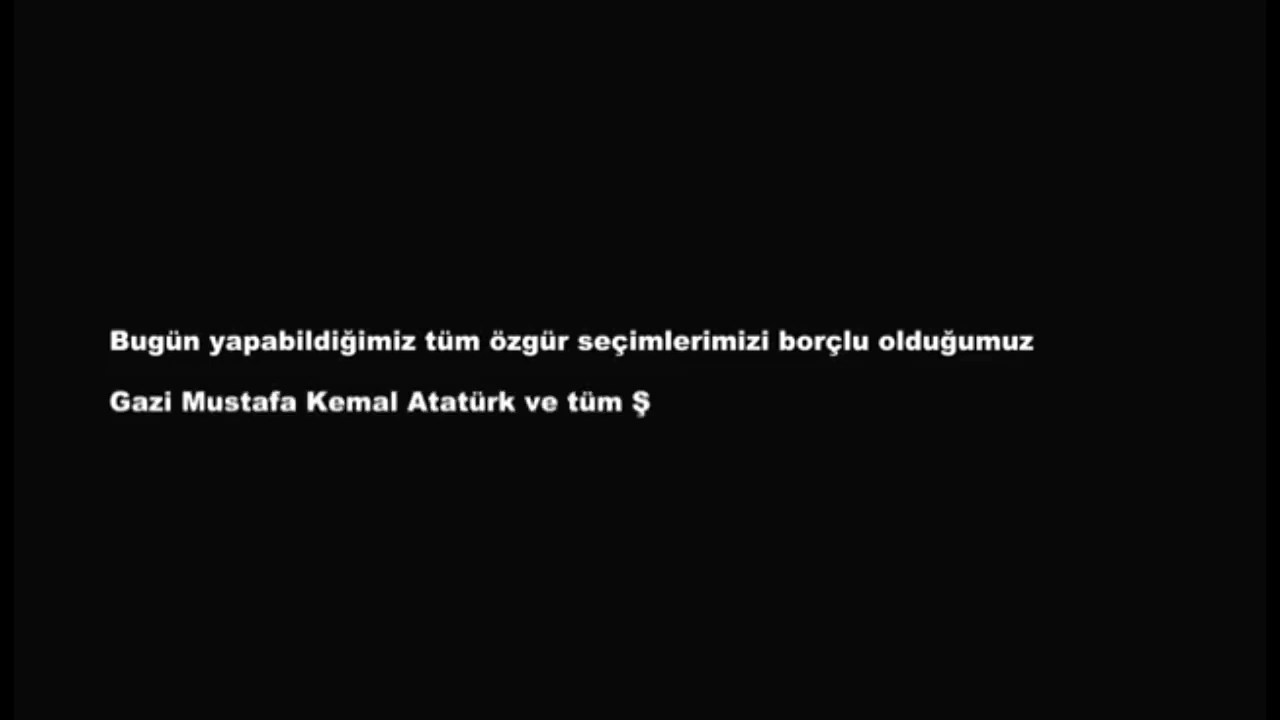 Bugün yapabildiğimiz tüm özgür seçimlerimizi borçlu olduğumuz
Gazi Mustafa Kemal Atatürk ve tüm Ş